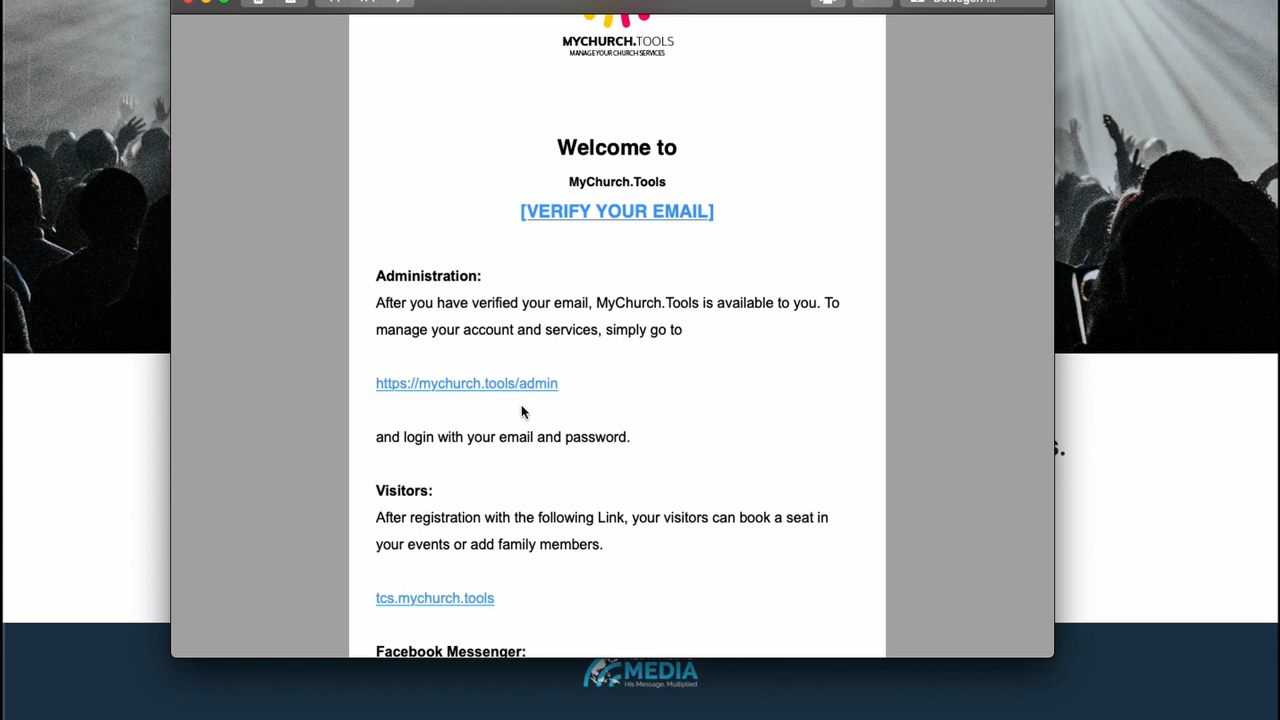 MYCHURCH.TOOLS
MANAGE YOUR CHURCH SERVICES
Welcome to
MyChurch.Tools
[VERIFY YOUR EMAIL]
Administration:
After you have verified your email, MyChurch.Tools is available to you. To
manage your account and services, simply go to
https://mychurch.tools/admin
and login with your email and password.
Visitors:
After registration with the following Link, your visitors can book a seat in
your events or add family members.
tcs.mychurch.tools
Facebook Messenger:
s.
MEDIA
His Message, Multiplied